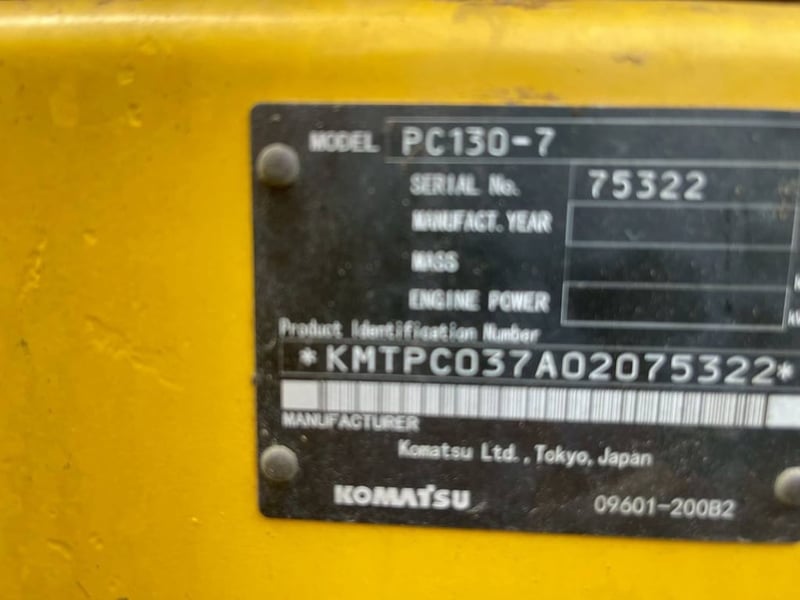 MODEL PC130-7
SERIAL No. 75322
MANUFACT. YEAR
MASS
ENGINE POWER
Product Identification Number
*KMTPC037A02075322*
MANUFACTURER
Komatsu Ltd., Tokyo, Japan
KOMATSU 09601-200B2